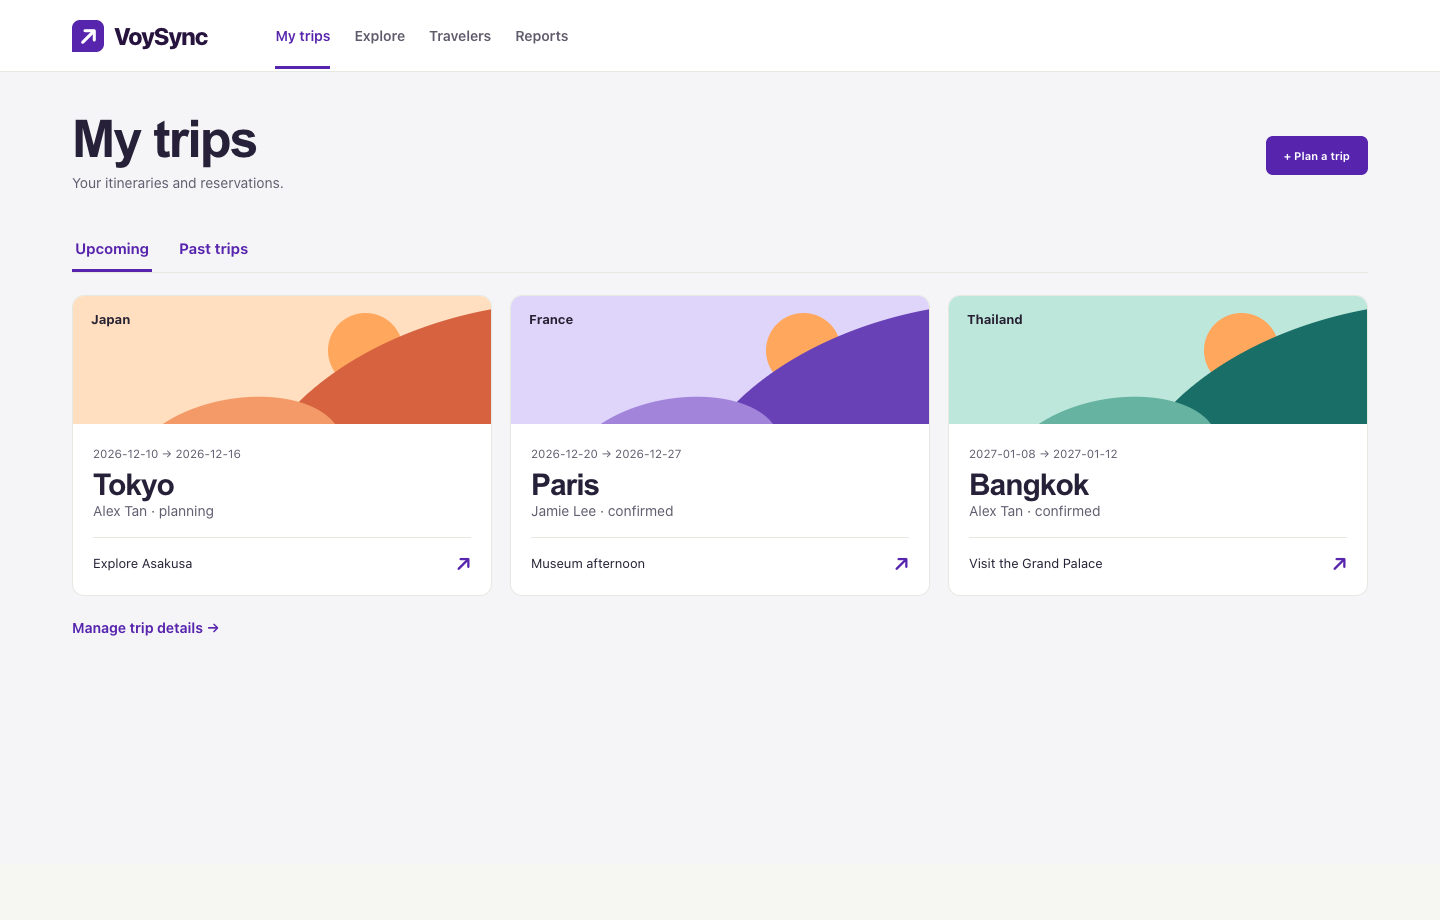 VoySync
My trips
Explore
Travelers
Reports
My trips
Your itineraries and reservations.
+ Plan a trip
Upcoming
Past trips
Japan
2026-12-10 → 2026-12-16
Tokyo
Alex Tan · planning
Explore Asakusa
France
2026-12-20 → 2026-12-27
Paris
Jamie Lee · confirmed
Museum afternoon
Thailand
2027-01-08 → 2027-01-12
Bangkok
Alex Tan · confirmed
Visit the Grand Palace
Manage trip details →